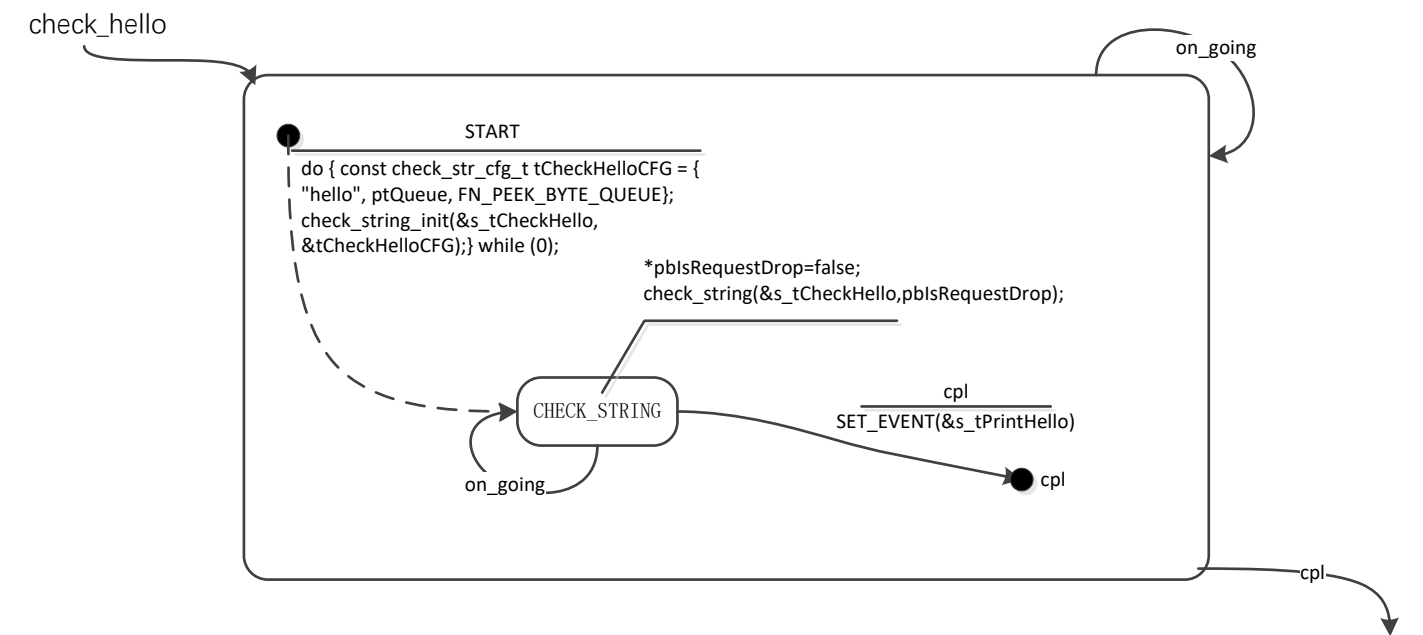 check_hello
on_going
START
do { const check_str_cfg_t tCheckHelloCFG = {
"hello", ptQueue, FN_PEEK_BYTE_QUEUE};
check_string_init(&s_tCheckHello,
&tCheckHelloCFG);} while (0);
*pbIsRequestDrop=false;
check_string(&s_tCheckHello,pbIsRequestDrop);
CHECK_STRING
cpl
SET_EVENT(&s_tPrintHello)
on_going
cpl
cpl